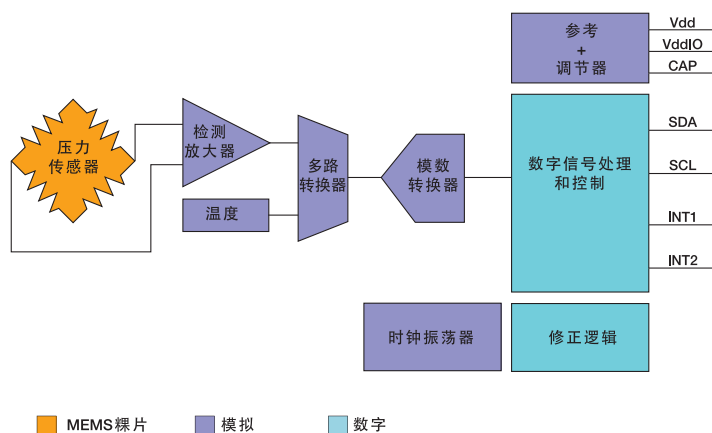 参考
+
调节器
Vdd
VddIO
CAP
压力
传感器
检测
放大器
温度
多路
转换器
模数
转换器
数字信号处理
和控制
SDA
SCL
INT1
INT2
时钟振荡器
修正逻辑
MEMS粿片
模拟
数字